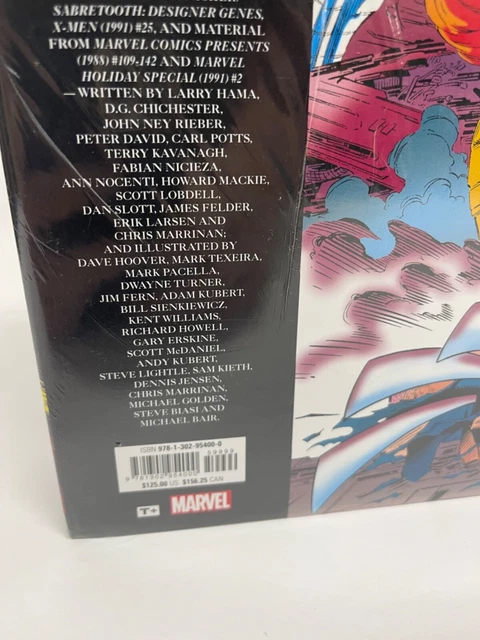 SABRETOOTH: DESIGNER GENES,
X-MEN (1991) #25, AND MATERIAL
FROM MARVEL COMICS PRESENTS
(1988) #109-142 AND MARVEL
HOLIDAY SPECIAL (1991) #2
—WRITTEN BY LARRY HAMA,
D.G. CHICHESTER,
JOHN NEY RIEBER,
PETER DAVID, CARL POTTS,
TERRY KAVANAGH,
FABIAN NICIEZA,
ANN NOCENTI, HOWARD MACKIE,
SCOTT LOBDELL,
DAN SLOTT, JAMES FELDER,
ERIK LARSEN AND
CHRIS MARRINAN;
AND ILLUSTRATED BY
DAVE HOOVER, MARK TEXEIRA,
MARK PACELLA,
DWAYNE TURNER,
JIM FERN, ADAM KUBERT,
BILL SIENKIEWICZ,
KENT WILLIAMS,
RICHARD HOWELL,
GARY ERSKINE,
SCOTT McDANIEL,
ANDY KUBERT,
STEVE LIGHTLE, SAM KIETH,
DENNIS JENSEN,
CHRIS MARRINAN,
MICHAEL GOLDEN,
STEVE BIASI AND
MICHAEL BAIR.
ISBN 978-1-302-95400-0
59999
9 781302 954000
$125.00 US $156.25 CAN
T+ MARVEL